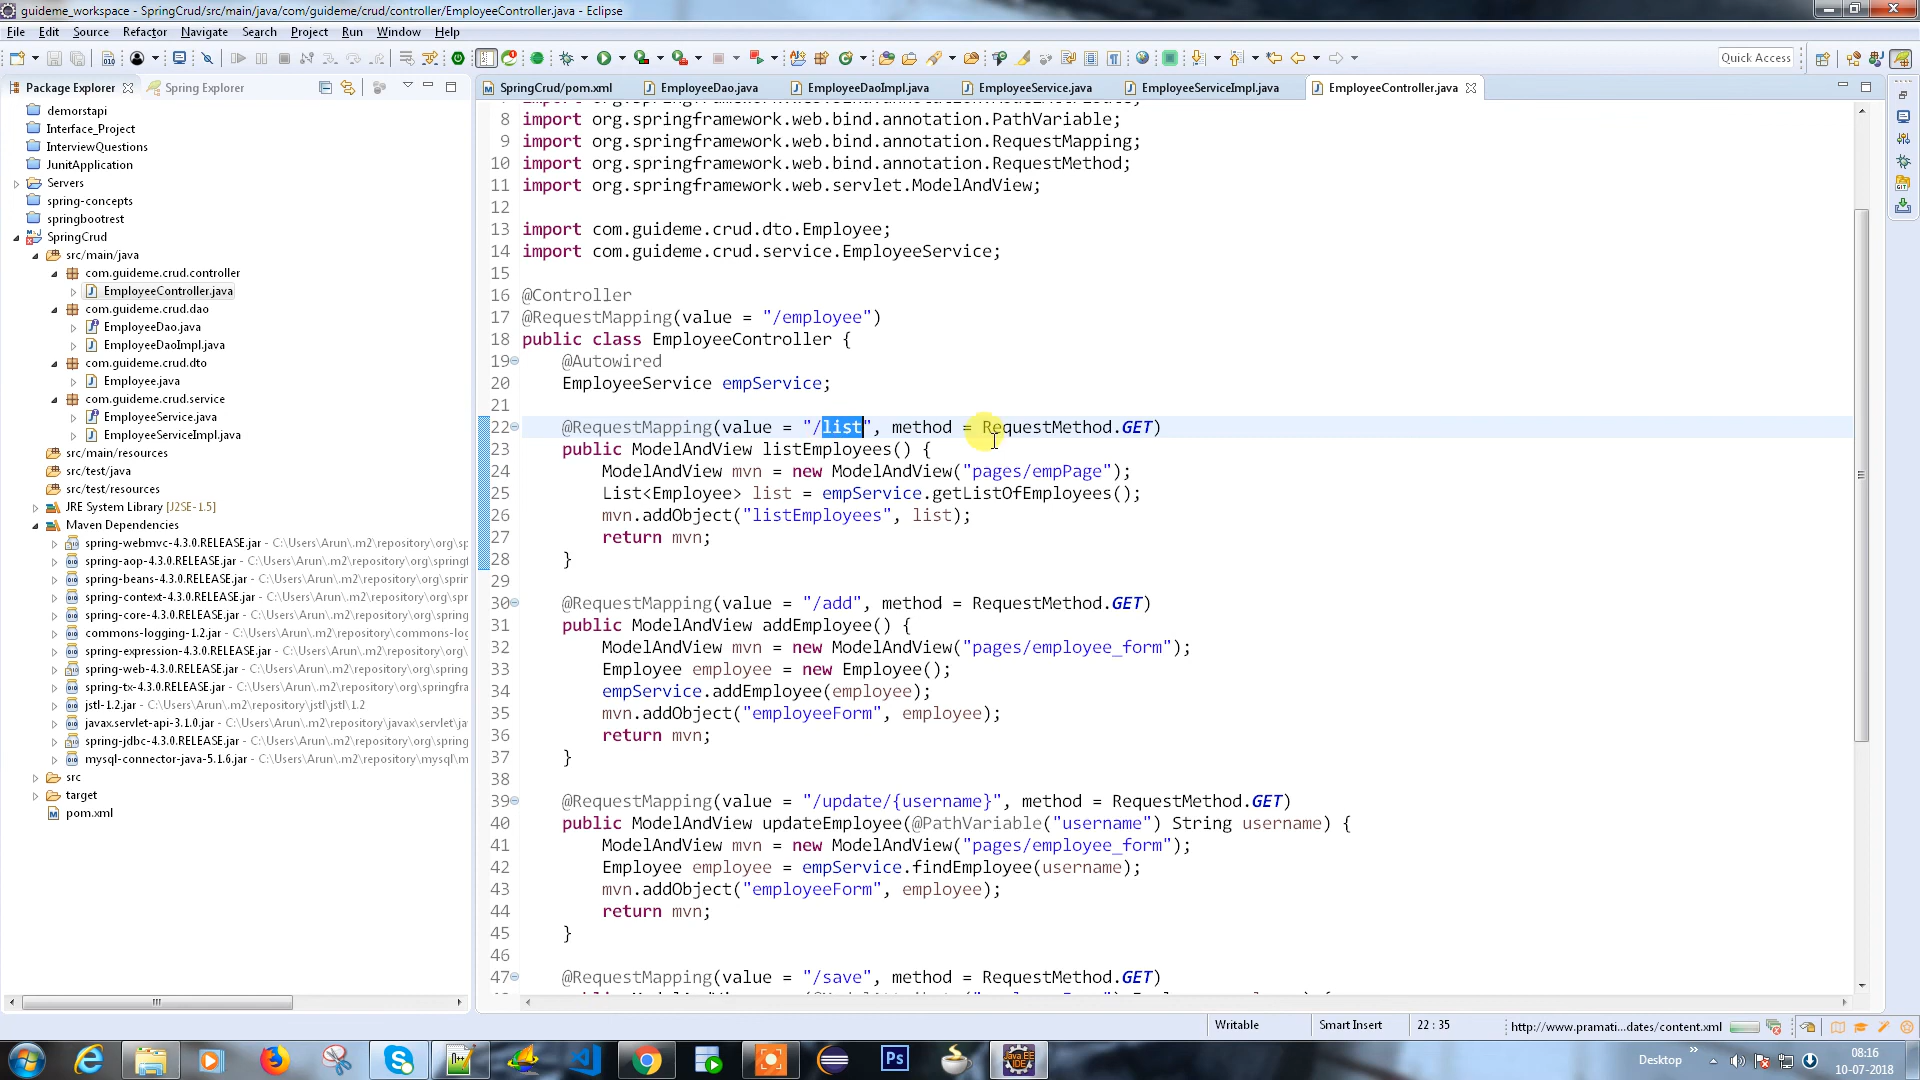 guideme_workspace - SpringCrud/src/main/java/com/guideme/crud/controller/EmployeeController.java - Eclipse
File Edit Source Refactor Navigate Search Project Run Window Help
Quick Access
Package Explorer Spring Explorer
SpringCrud/pom.xml EmployeeDao.java EmployeeDaoImpl.java EmployeeService.java EmployeeServiceImpl.java EmployeeController.java
demorstapi
Interface_Project
InterviewQuestions
JunitApplication
Servers
spring-concepts
springbootrest
SpringCrud
src/main/java
com.guideme.crud.controller
EmployeeController.java
com.guideme.crud.dao
EmployeeDao.java
EmployeeDaoImpl.java
com.guideme.crud.dto
Employee.java
com.guideme.crud.service
EmployeeService.java
EmployeeServiceImpl.java
src/main/resources
src/test/java
src/test/resources
JRE System Library [J2SE-1.5]
Maven Dependencies
spring-webmvc-4.3.0.RELEASE.jar - C:\Users\Arun\.m2\repository\org\sp
spring-aop-4.3.0.RELEASE.jar - C:\Users\Arun\.m2\repository\org\springf
spring-beans-4.3.0.RELEASE.jar - C:\Users\Arun\.m2\repository\org\sprin
spring-context-4.3.0.RELEASE.jar - C:\Users\Arun\.m2\repository\org\spr
spring-core-4.3.0.RELEASE.jar - C:\Users\Arun\.m2\repository\org\spring
commons-logging-1.2.jar - C:\Users\Arun\.m2\repository\commons-log
spring-expression-4.3.0.RELEASE.jar - C:\Users\Arun\.m2\repository\org\
spring-web-4.3.0.RELEASE.jar - C:\Users\Arun\.m2\repository\org\spring
spring-tx-4.3.0.RELEASE.jar - C:\Users\Arun\.m2\repository\org\springfra
jstl-1.2.jar - C:\Users\Arun\.m2\repository\jstl\jstl\1.2
javax.servlet-api-3.1.0.jar - C:\Users\Arun\.m2\repository\javax\servlet\ja
spring-jdbc-4.3.0.RELEASE.jar - C:\Users\Arun\.m2\repository\org\spring
mysql-connector-java-5.1.6.jar - C:\Users\Arun\.m2\repository\mysql\m
src
target
pom.xml
8 import org.springframework.web.bind.annotation.PathVariable;
9 import org.springframework.web.bind.annotation.RequestMapping;
10 import org.springframework.web.bind.annotation.RequestMethod;
11 import org.springframework.web.servlet.ModelAndView;
12
13 import com.guideme.crud.dto.Employee;
14 import com.guideme.crud.service.EmployeeService;
15
16 @Controller
17 @RequestMapping(value = "/employee")
18 public class EmployeeController {
19 @Autowired
20 EmployeeService empService;
21
22 @RequestMapping(value = "/list", method = RequestMethod.GET)
23 public ModelAndView listEmployees() {
24 ModelAndView mvn = new ModelAndView("pages/empPage");
25 List<Employee> list = empService.getListOfEmployees();
26 mvn.addObject("listEmployees", list);
27 return mvn;
28 }
29
30 @RequestMapping(value = "/add", method = RequestMethod.GET)
31 public ModelAndView addEmployee() {
32 ModelAndView mvn = new ModelAndView("pages/employee_form");
33 Employee employee = new Employee();
34 empService.addEmployee(employee);
35 mvn.addObject("employeeForm", employee);
36 return mvn;
37 }
38
39 @RequestMapping(value = "/update/{username}", method = RequestMethod.GET)
40 public ModelAndView updateEmployee(@PathVariable("username") String username) {
41 ModelAndView mvn = new ModelAndView("pages/employee_form");
42 Employee employee = empService.findEmployee(username);
43 mvn.addObject("employeeForm", employee);
44 return mvn;
45 }
46
47 @RequestMapping(value = "/save", method = RequestMethod.GET)
Writable Smart Insert 22 : 35 http://www.pramati...dates/content.xml
Desktop
08:16
10-07-2018